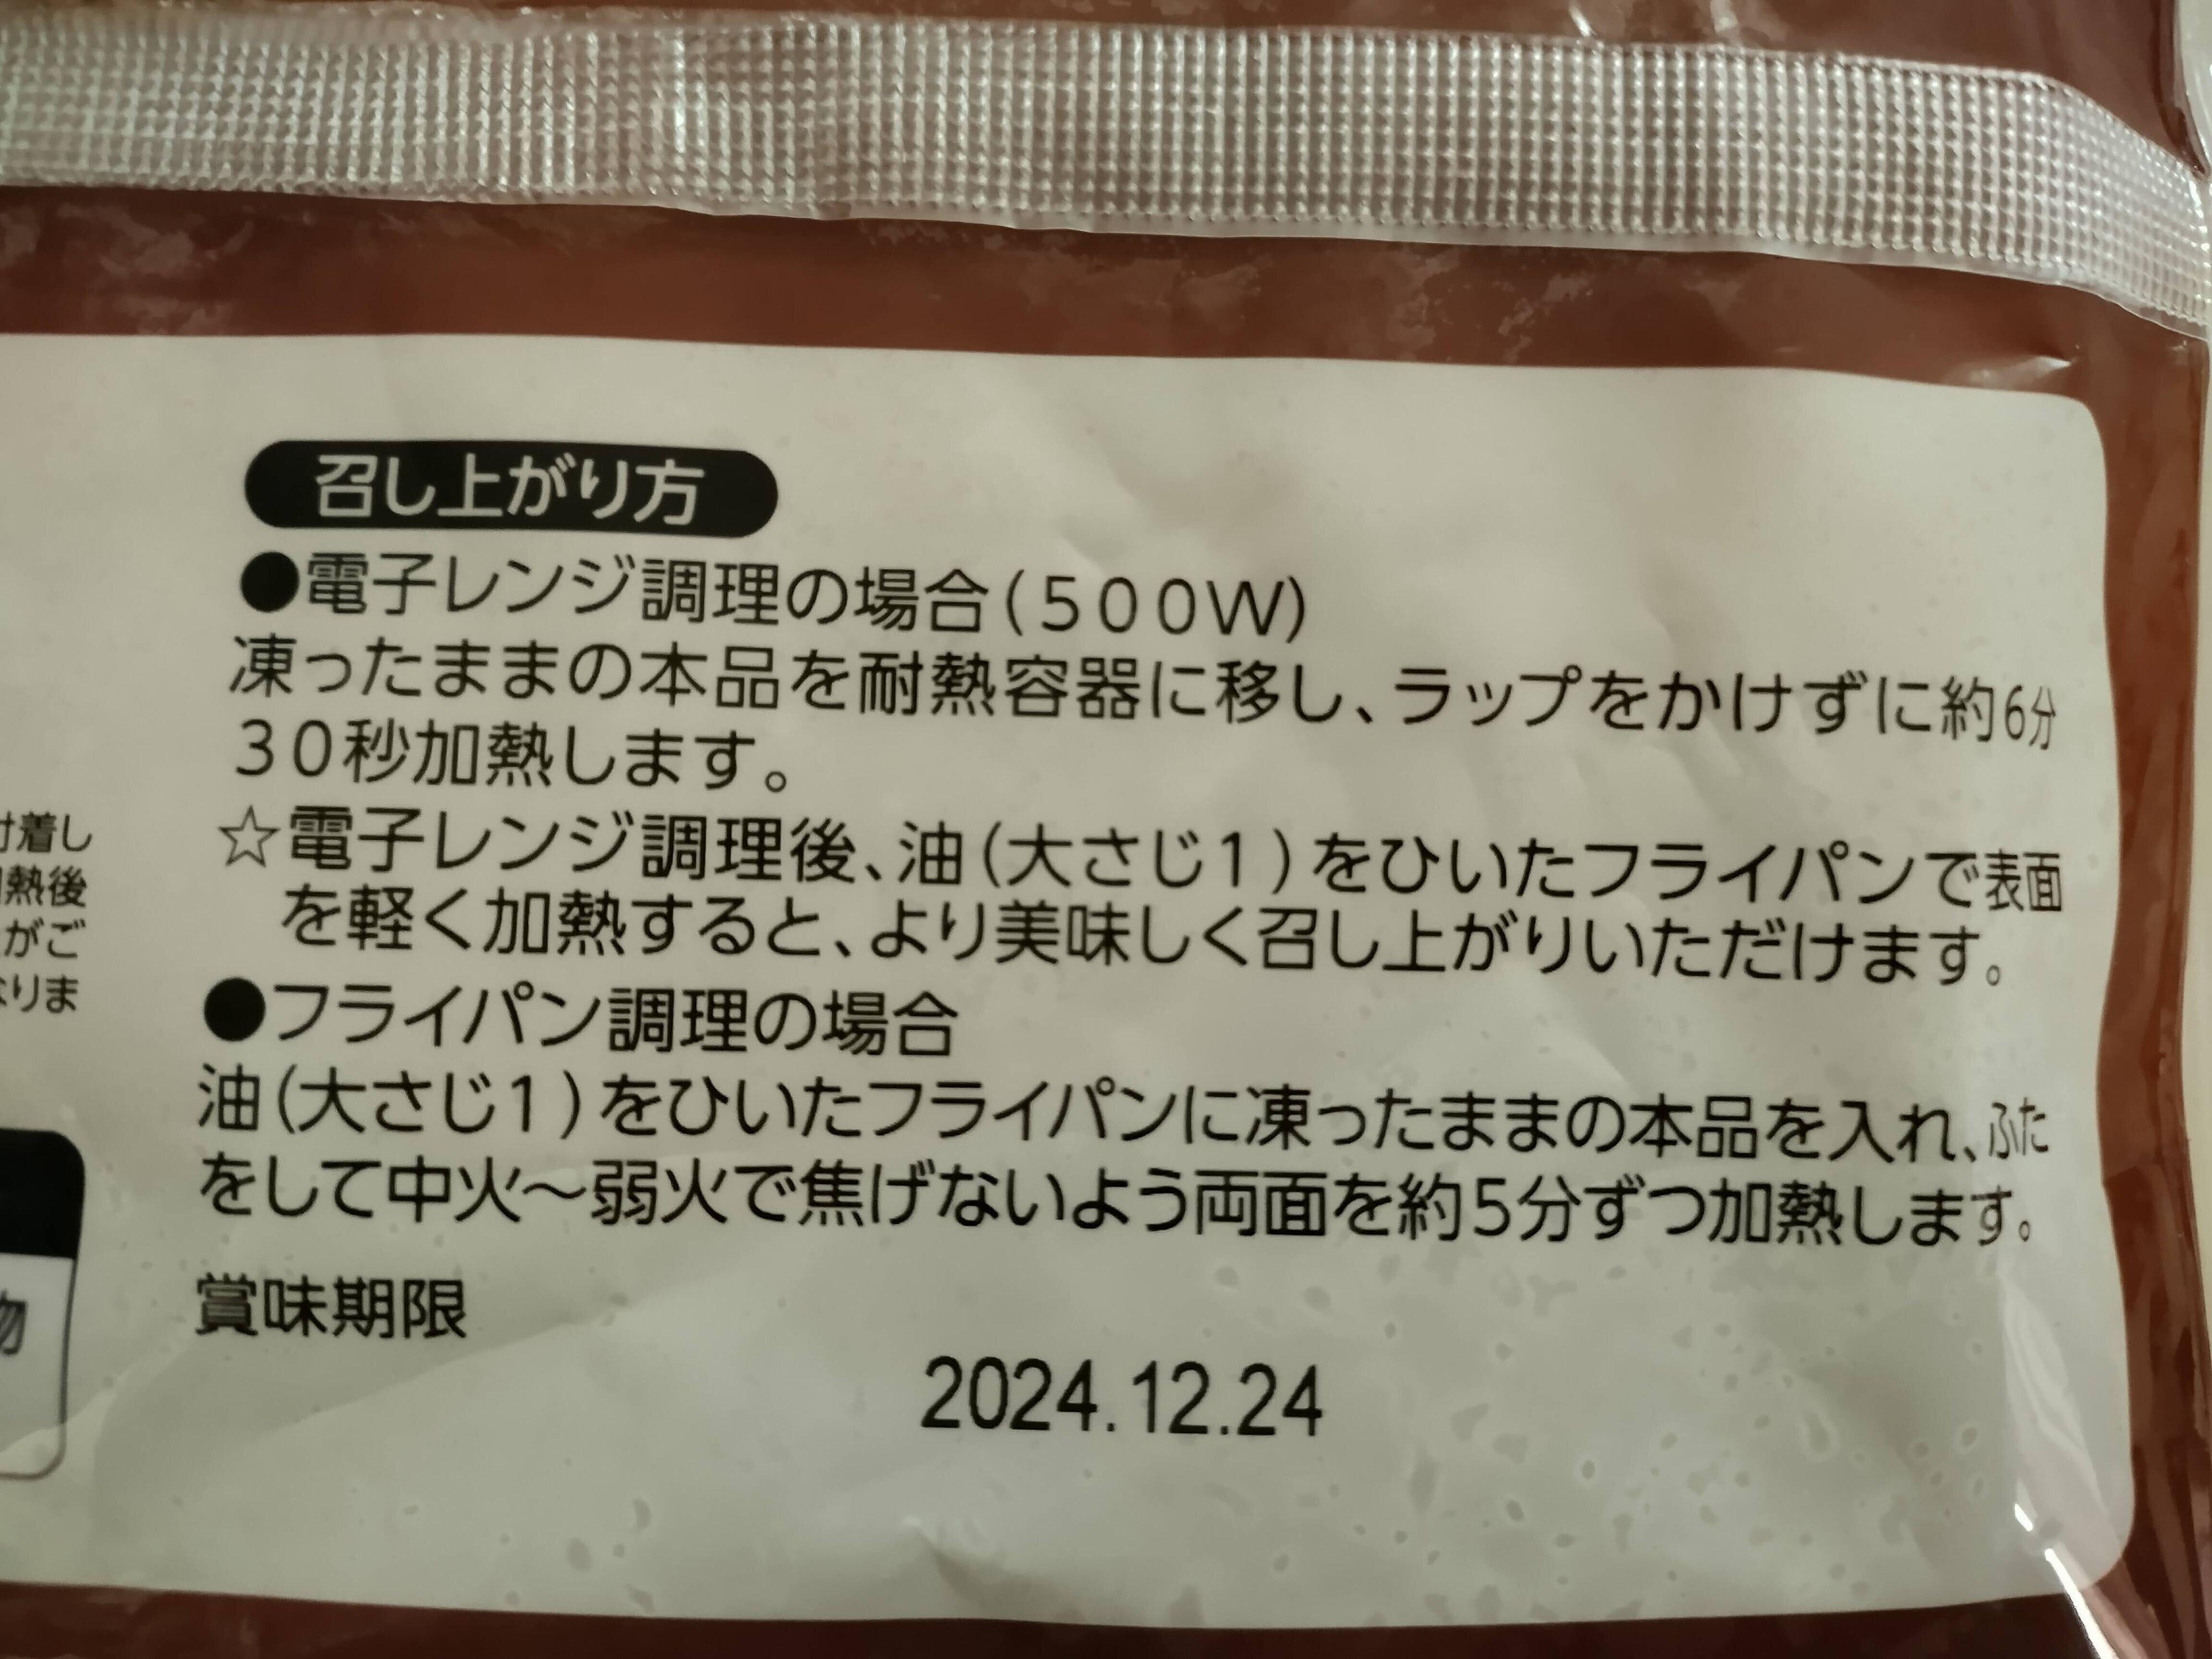 召し上がり方
●電子レンジ調理の場合(500W)
凍ったままの本品を耐熱容器に移し、ラップをかけずに約6分
30秒加熱します。
☆電子レンジ調理後、油(大さじ1)をひいたフライパンで表面
を軽く加熱すると、より美味しく召し上がりいただけます。
●フライパン調理の場合
油(大さじ1)をひいたフライパンに凍ったままの本品を入れ、ふた
をして中火～弱火で焦げないよう両面を約5分ずつ加熱します。
賞味期限
2024.12.24
着し
熱後
がご
りま
物